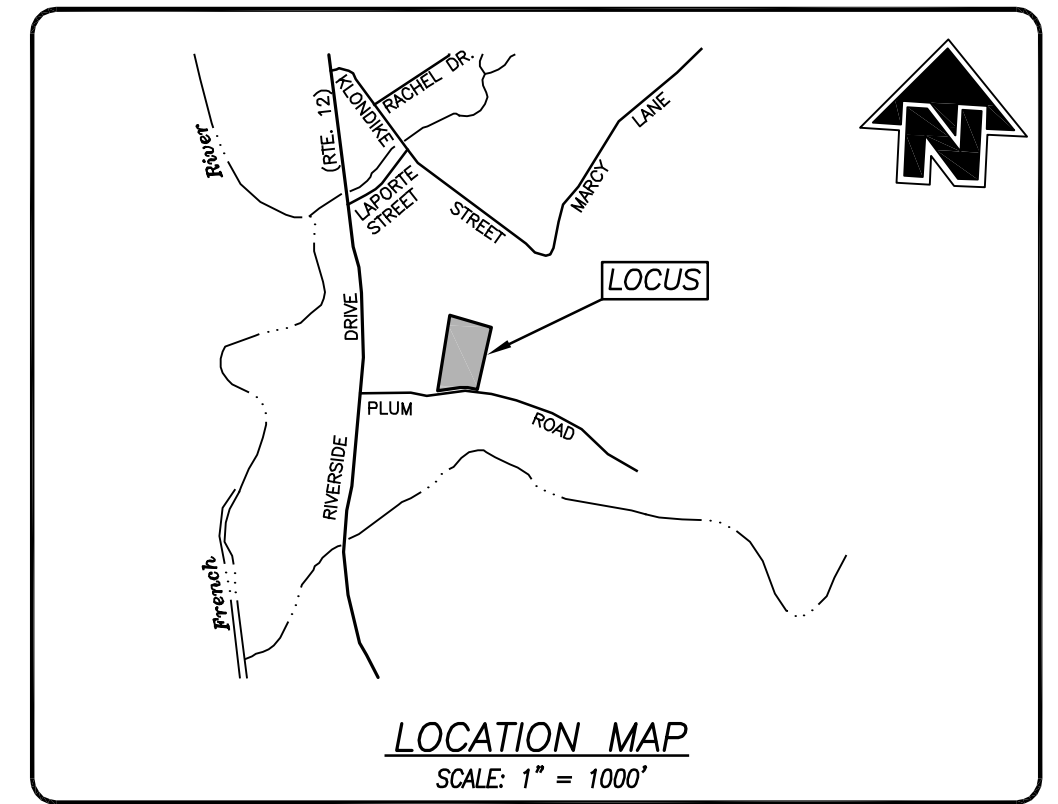 RACHEL DR.
KLONDIKE
(RTE. 12)
LANE
River
MARCY
LAPORTE
STREET
STREET
LOCUS
DRIVE
PLUM
ROAD
RIVERSIDE
French
N
LOCATION MAP
SCALE: 1" = 1000'